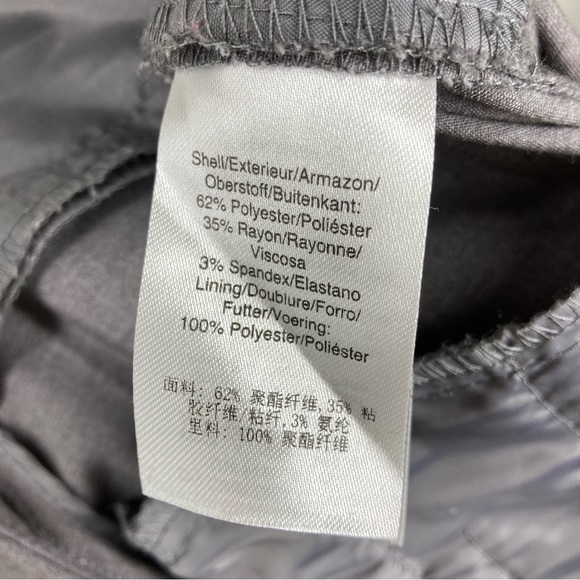 Shell/Exterieur/Armazon/
Oberstoff/Buitenkant:
62% Polyester/Poliéster
35% Rayon/Rayonne/
Viscosa
3% Spandex/Elastano
Lining/Doublure/Forro/
Futter/Voering:
100% Polyester/Poliéster
面料: 62% 聚酯纤维,35% 粘
胶纤维/粘纤,3% 氨纶
里料: 100% 聚酯纤维